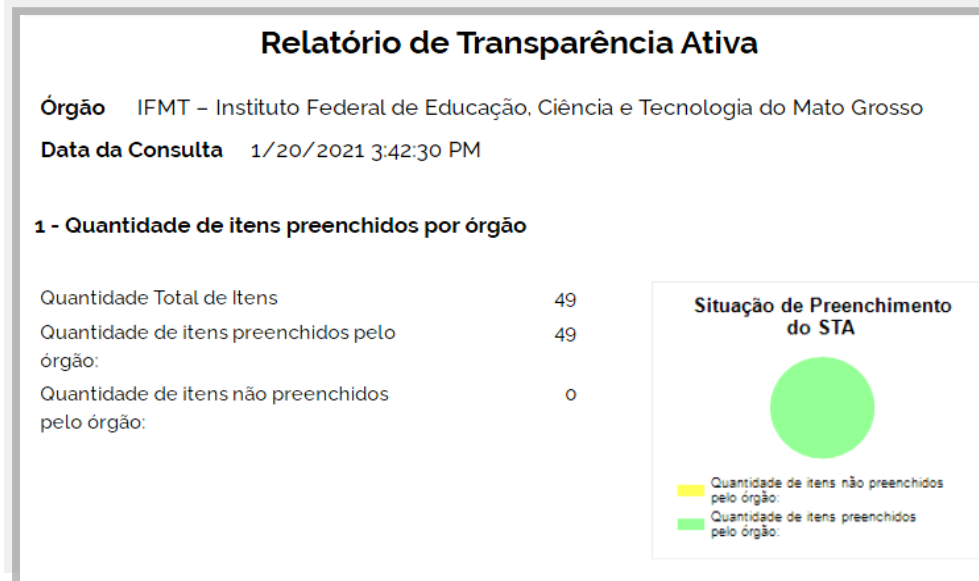 Relatório de Transparência Ativa
Órgão IFMT – Instituto Federal de Educação, Ciência e Tecnologia do Mato Grosso
Data da Consulta 1/20/2021 3:42:30 PM
1 - Quantidade de itens preenchidos por órgão
Quantidade Total de Itens 49
Quantidade de itens preenchidos pelo 49
órgão:
Quantidade de itens não preenchidos 0
pelo órgão:
Situação de Preenchimento
do STA
Quantidade de itens não preenchidos
pelo órgão:
Quantidade de itens preenchidos
pelo órgão: